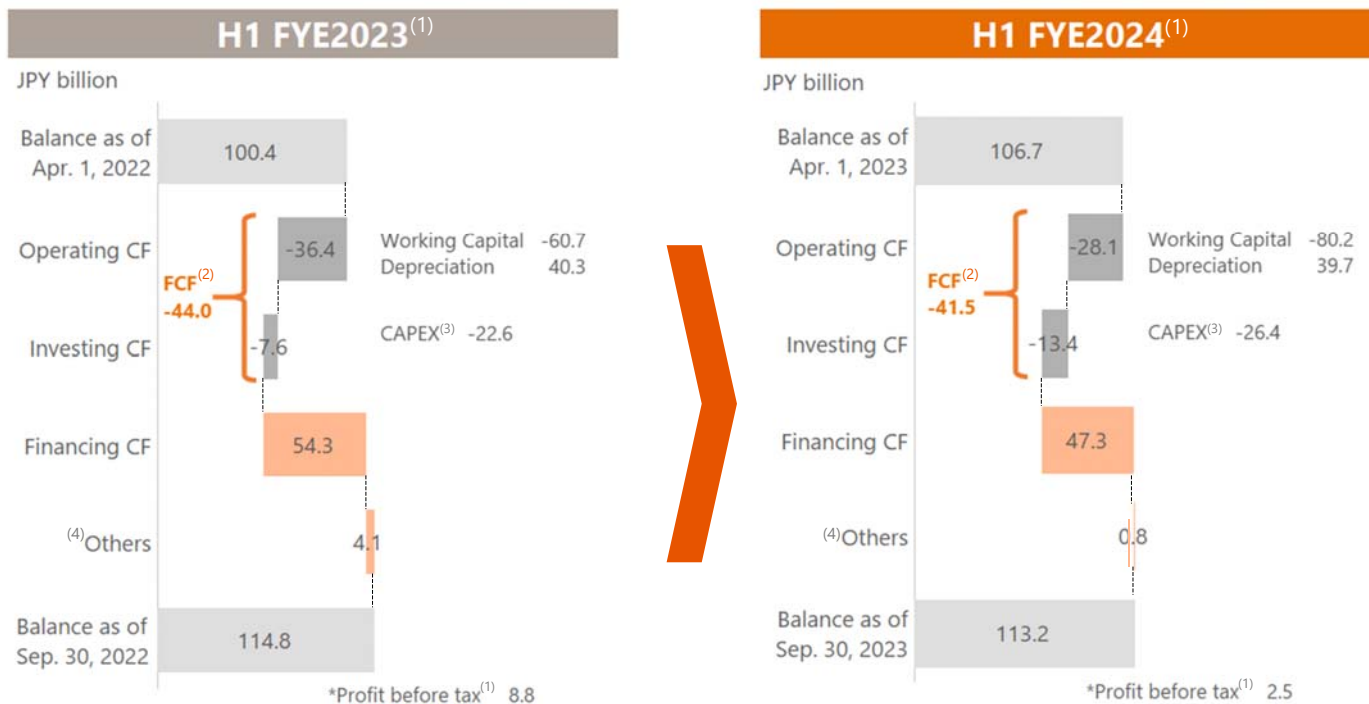 H1 FYE2023(1)
JPY billion
Balance as of
Apr. 1, 2022
100.4
Operating CF
-36.4
Working Capital -60.7
Depreciation 40.3
FCF(2)
-44.0
Investing CF
-7.6
CAPEX(3) -22.6
Financing CF
54.3
(4)Others
4.1
Balance as of
Sep. 30, 2022
114.8
*Profit before tax(1) 8.8
H1 FYE2024(1)
JPY billion
Balance as of
Apr. 1, 2023
106.7
Operating CF
-28.1
Working Capital -80.2
Depreciation 39.7
FCF(2)
-41.5
Investing CF
-13.4
CAPEX(3) -26.4
Financing CF
47.3
(4)Others
0.8
Balance as of
Sep. 30, 2023
113.2
*Profit before tax(1) 2.5